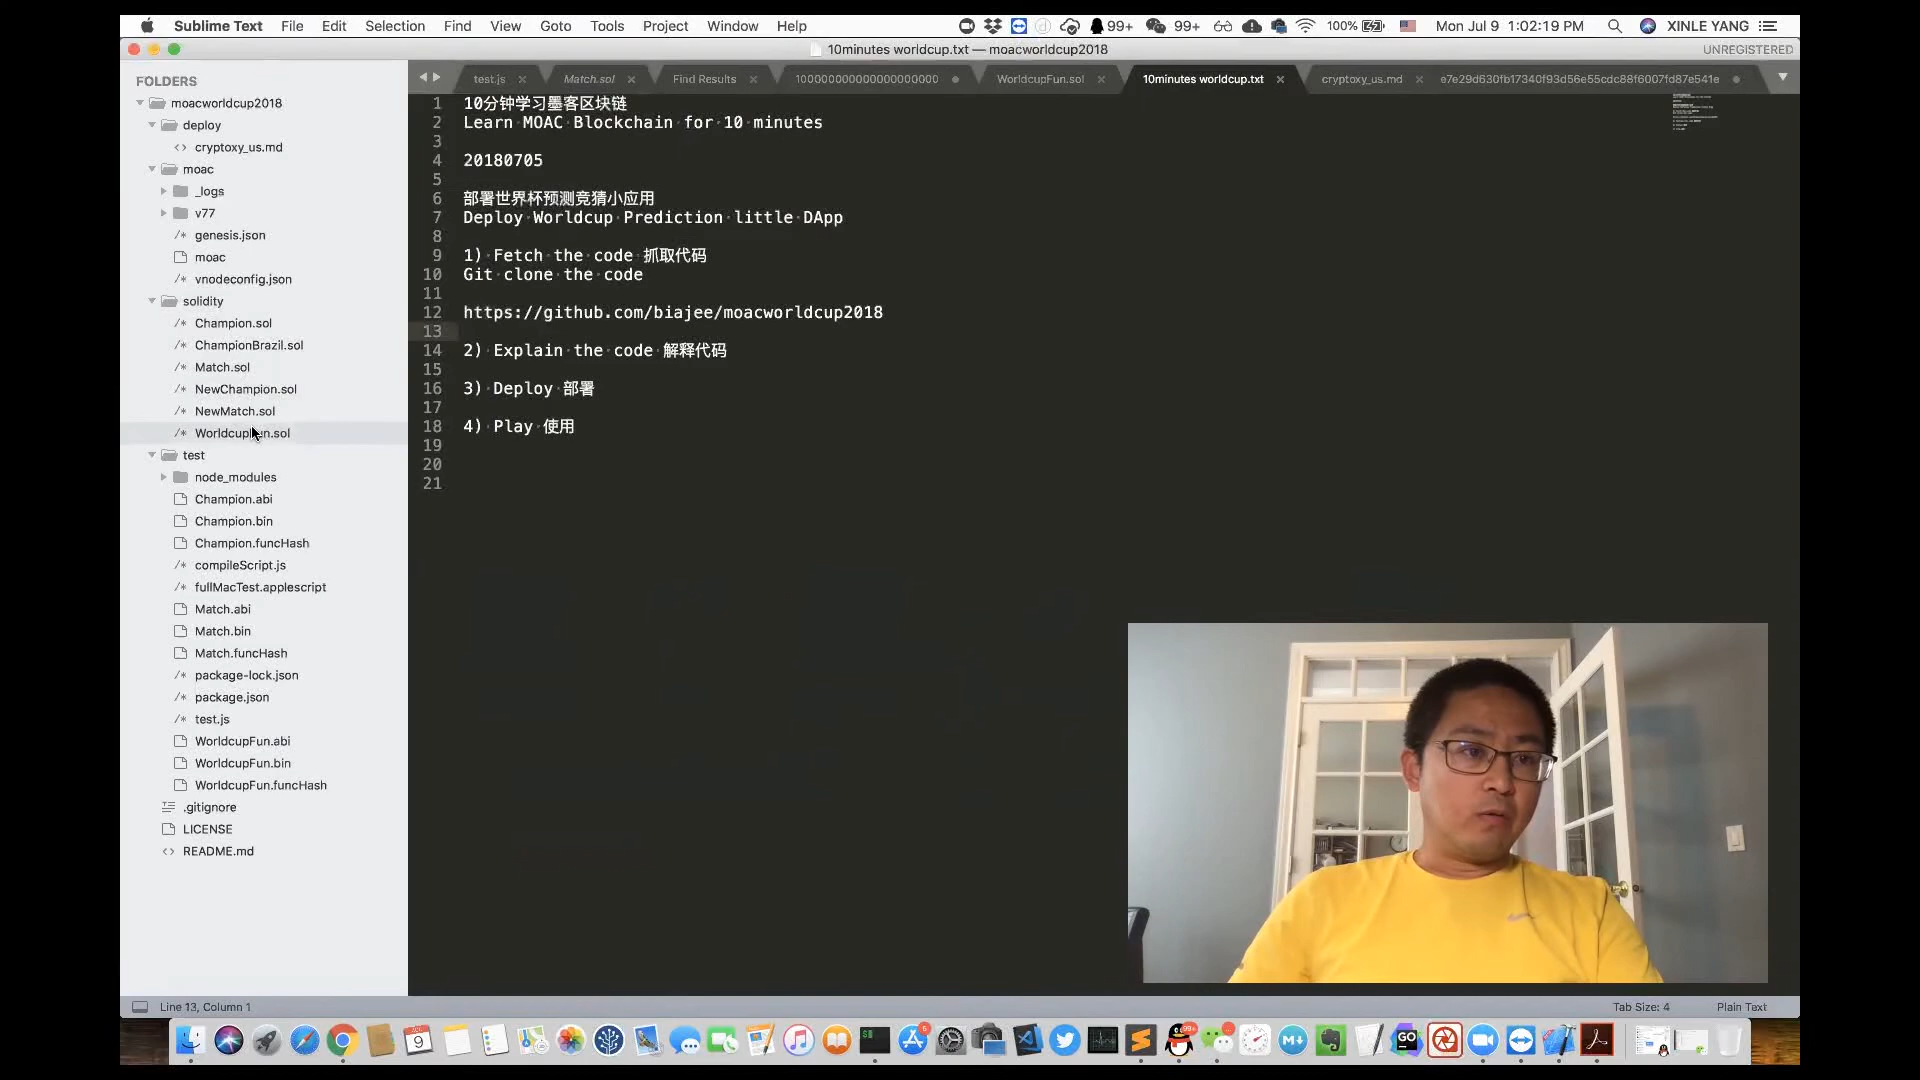 Sublime Text File Edit Selection Find View Goto Tools Project Window Help 99+ 99+ 100% Mon Jul 9 1:02:19 PM XINLE YANG
10minutes worldcup.txt — moacworldcup2018 UNREGISTERED
test.js Match.sol Find Results WorldcupFun.sol 10minutes worldcup.txt cryptoxy_us.md
FOLDERS
moacworldcup2018
deploy
cryptoxy_us.md
moac
_logs
v77
genesis.json
moac
vnodeconfig.json
solidity
Champion.sol
ChampionBrazil.sol
Match.sol
NewChampion.sol
NewMatch.sol
WorldcupFun.sol
test
node_modules
Champion.abi
Champion.bin
Champion.funcHash
compileScript.js
fullMacTest.applescript
Match.abi
Match.bin
Match.funcHash
package-lock.json
package.json
test.js
WorldcupFun.abi
WorldcupFun.bin
WorldcupFun.funcHash
.gitignore
LICENSE
README.md
1 10分钟学习墨客区块链
2 Learn MOAC Blockchain for 10 minutes
3
4 20180705
5
6 部署世界杯预测竞猜小应用
7 Deploy Worldcup Prediction little DApp
8
9 1) Fetch the code 抓取代码
10 Git clone the code
11
12 https://github.com/biajee/moacworldcup2018
13
14 2) Explain the code 解释代码
15
16 3) Deploy 部署
17
18 4) Play 使用
19
20
21
Line 13, Column 1 Tab Size: 4 Plain Text